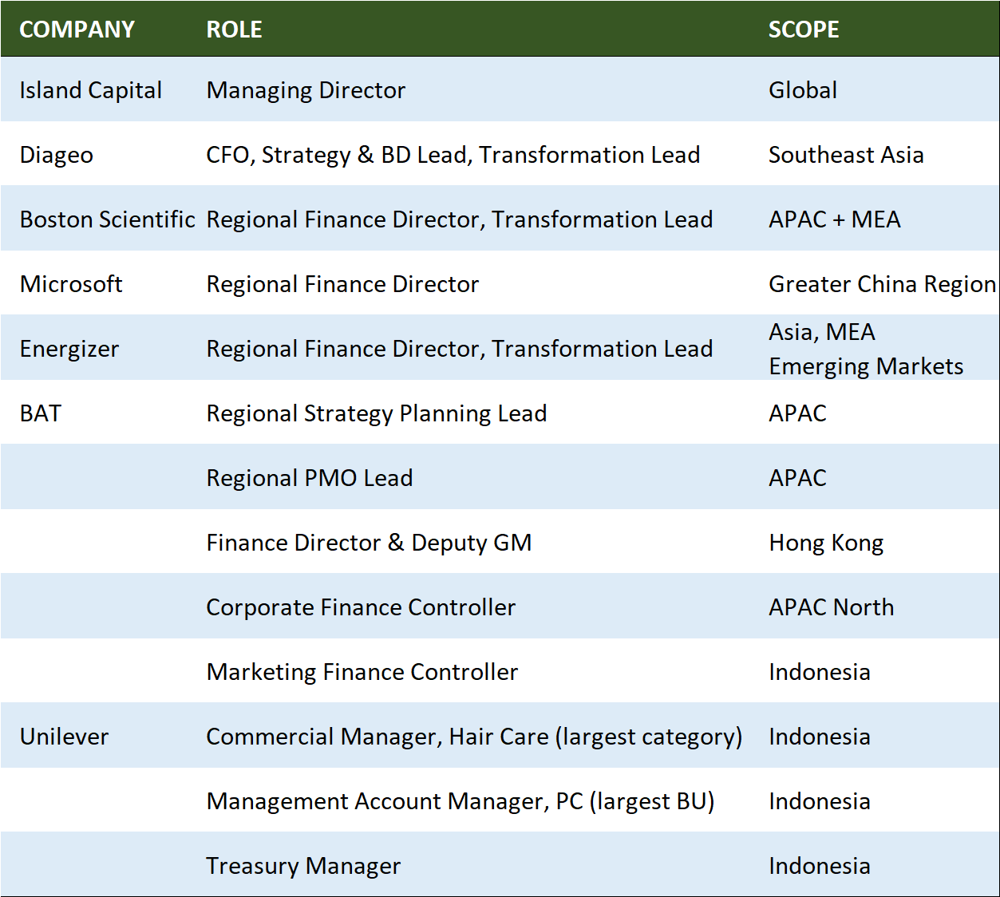 COMPANY ROLE SCOPE
Island Capital Managing Director Global
Diageo CFO, Strategy & BD Lead, Transformation Lead Southeast Asia
Boston Scientific Regional Finance Director, Transformation Lead APAC + MEA
Microsoft Regional Finance Director Greater China Region
Energizer Regional Finance Director, Transformation Lead Asia, MEA
Emerging Markets
BAT Regional Strategy Planning Lead APAC
Regional PMO Lead APAC
Finance Director & Deputy GM Hong Kong
Corporate Finance Controller APAC North
Marketing Finance Controller Indonesia
Unilever Commercial Manager, Hair Care (largest category) Indonesia
Management Account Manager, PC (largest BU) Indonesia
Treasury Manager Indonesia